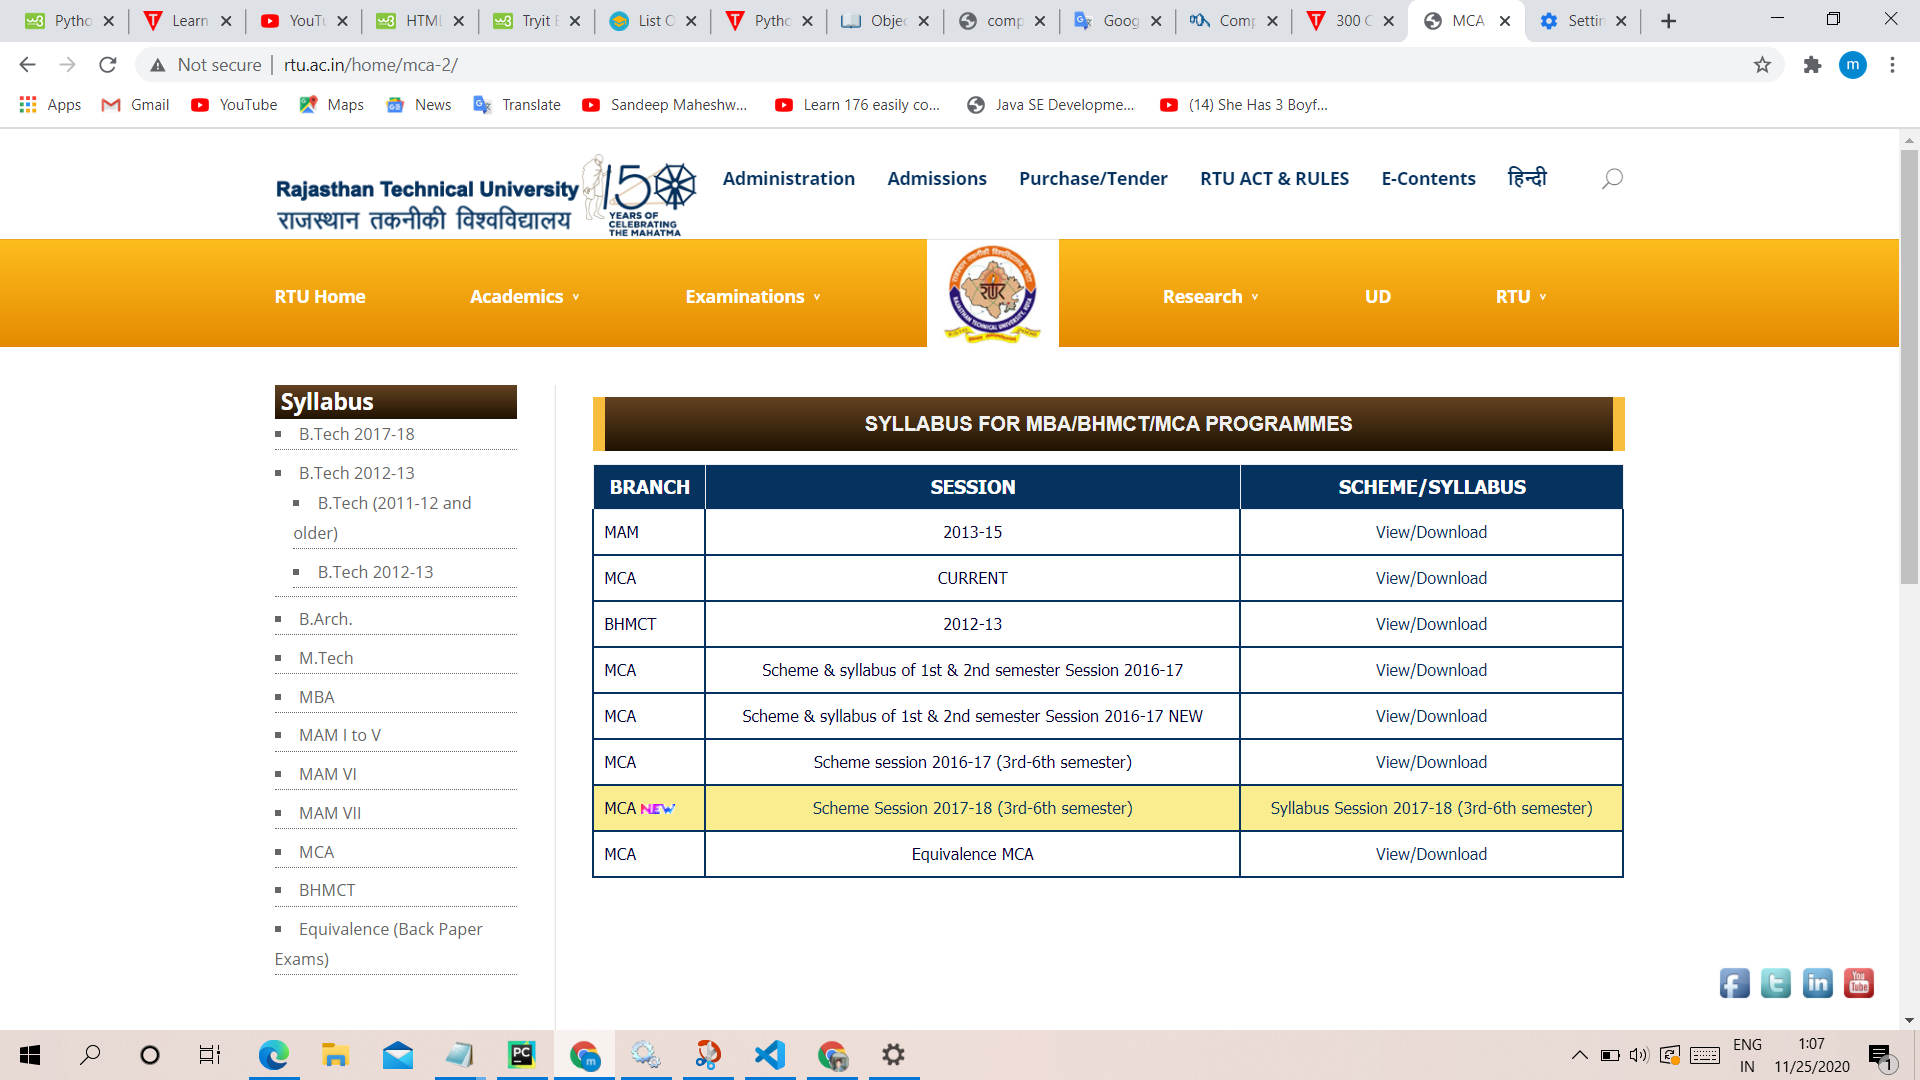 Pytho
Learn
YouTu
HTML
Tryit E
List O
Pytho
Objec
comp
Goog
Comp
300 C
MCA
Settin
Not secure
rtu.ac.in/home/mca-2/
m
Apps
Gmail
YouTube
Maps
News
Translate
Sandeep Maheshw...
Learn 176 easily co...
Java SE Developme...
(14) She Has 3 Boyf...
Rajasthan Technical University
राजस्थान तकनीकी विश्वविद्यालय
150
YEARS OF
CELEBRATING
THE MAHATMA
Administration
Admissions
Purchase/Tender
RTU ACT & RULES
E-Contents
हिन्दी
RTU Home
Academics
Examinations
Research
UD
RTU
Syllabus
B.Tech 2017-18
B.Tech 2012-13
B.Tech (2011-12 and
older)
B.Tech 2012-13
B.Arch.
M.Tech
MBA
MAM I to V
MAM VI
MAM VII
MCA
BHMCT
Equivalence (Back Paper
Exams)
SYLLABUS FOR MBA/BHMCT/MCA PROGRAMMES
BRANCH SESSION SCHEME/SYLLABUS
MAM 2013-15 View/Download
MCA CURRENT View/Download
BHMCT 2012-13 View/Download
MCA Scheme & syllabus of 1st & 2nd semester Session 2016-17 View/Download
MCA Scheme & syllabus of 1st & 2nd semester Session 2016-17 NEW View/Download
MCA Scheme session 2016-17 (3rd-6th semester) View/Download
MCA NEW Scheme Session 2017-18 (3rd-6th semester) Syllabus Session 2017-18 (3rd-6th semester)
MCA Equivalence MCA View/Download
You
Tube
PC
m
ENG
IN
1:07
11/25/2020
1